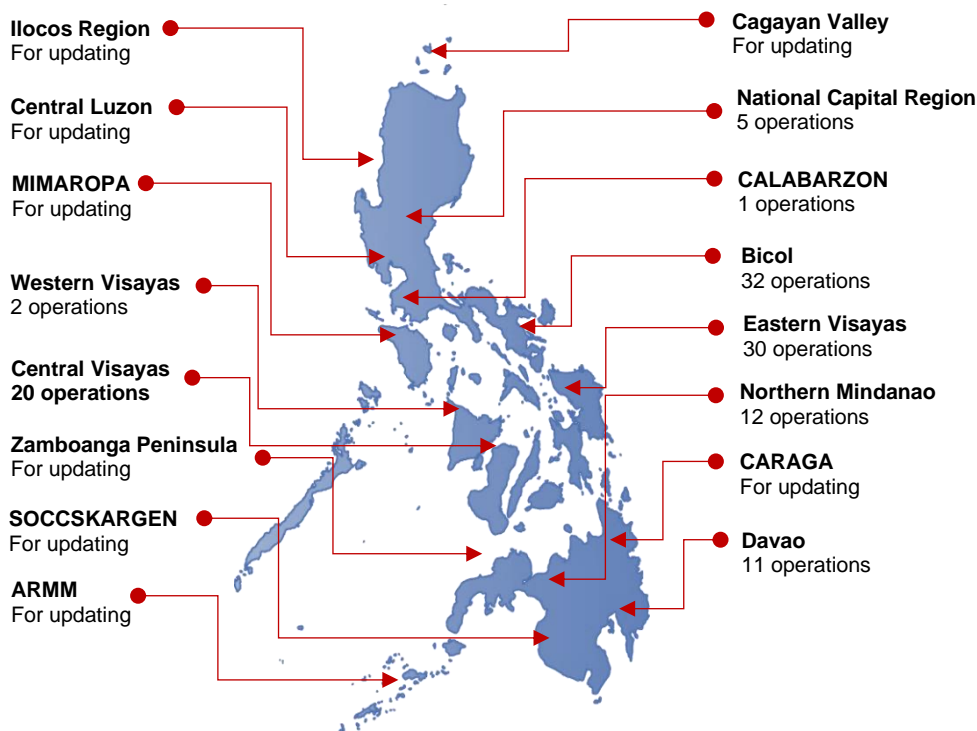 Ilocos Region
For updating
Central Luzon
For updating
MIMAROPA
For updating
Western Visayas
2 operations
Central Visayas
20 operations
Zamboanga Peninsula
For updating
SOCCSKARGEN
For updating
ARMM
For updating
Cagayan Valley
For updating
National Capital Region
5 operations
CALABARZON
1 operations
Bicol
32 operations
Eastern Visayas
30 operations
Northern Mindanao
12 operations
CARAGA
For updating
Davao
11 operations